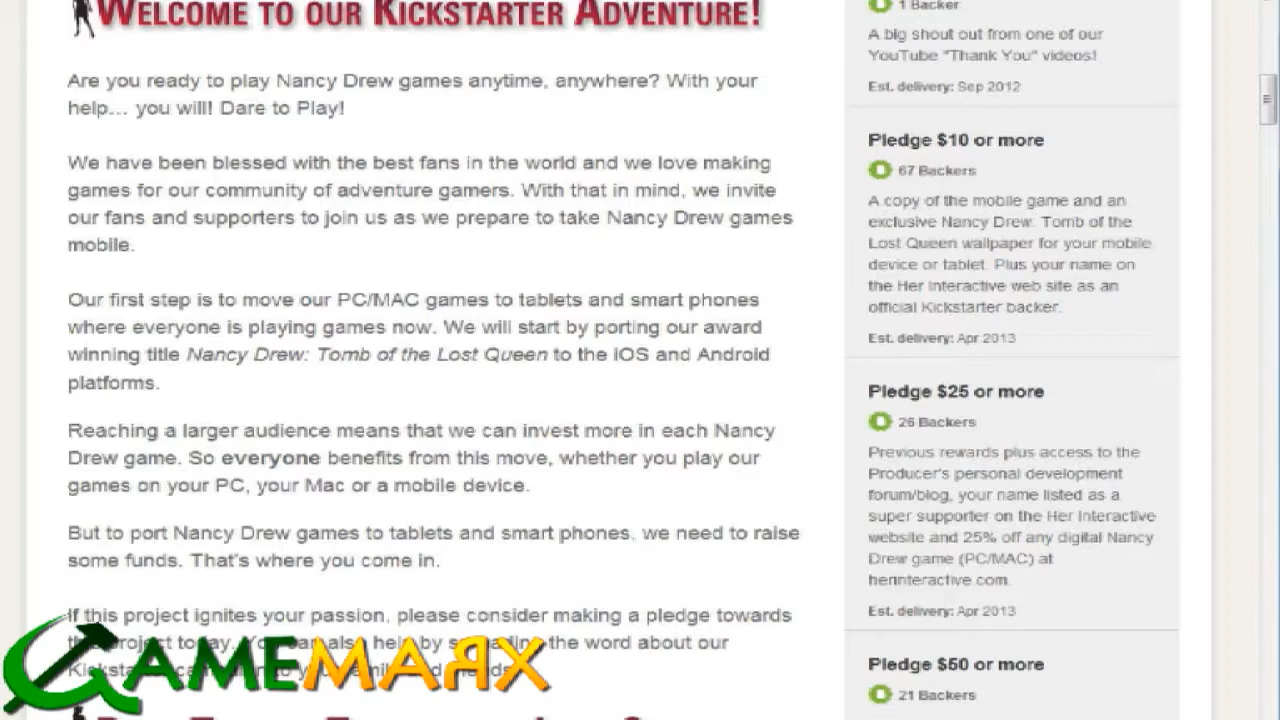 WELCOME TO OUR KICKSTARTER ADVENTURE!
Are you ready to play Nancy Drew games anytime, anywhere? With your
help... you will! Dare to Play!
We have been blessed with the best fans in the world and we love making
games for our community of adventure gamers. With that in mind, we invite
our fans and supporters to join us as we prepare to take Nancy Drew games
mobile.
Our first step is to move our PC/MAC games to tablets and smart phones
where everyone is playing games now. We will start by porting our award
winning title Nancy Drew: Tomb of the Lost Queen to the iOS and Android
platforms.
Reaching a larger audience means that we can invest more in each Nancy
Drew game. So everyone benefits from this move, whether you play our
games on your PC, your Mac or a mobile device.
But to port Nancy Drew games to tablets and smart phones, we need to raise
some funds. That's where you come in.
If this project ignites your passion, please consider making a pledge towards
project today. You can also help by the word about our
GAMEMARX
1 Backer
A big shout out from one of our
YouTube "Thank You" videos!
Est. delivery: Sep 2012
Pledge $10 or more
67 Backers
A copy of the mobile game and an
exclusive Nancy Drew: Tomb of the
Lost Queen wallpaper for your mobile
device or tablet. Plus your name on
the Her Interactive web site as an
official Kickstarter backer.
Est. delivery: Apr 2013
Pledge $25 or more
26 Backers
Previous rewards plus access to the
Producer's personal development
forum/blog, your name listed as a
super supporter on the Her Interactive
website and 25% off any digital Nancy
Drew game (PC/MAC) at
herinteractive.com.
Est. delivery: Apr 2013
Pledge $50 or more
21 Backers